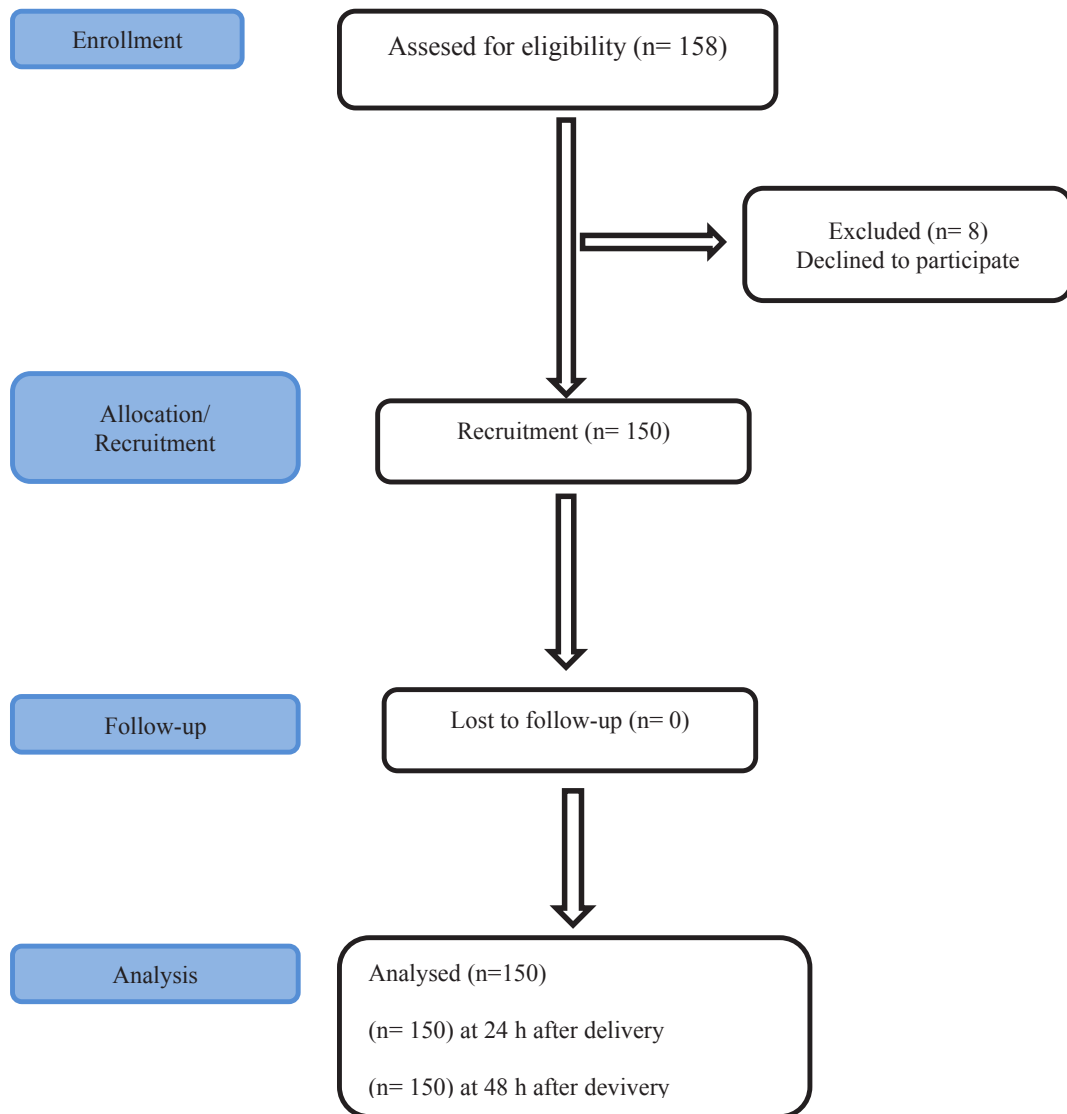 Enrollment
Assesed for eligibility (n= 158)
Excluded (n= 8)
Declined to participate
Allocation/
Recruitment
Recruitment (n= 150)
Follow-up
Lost to follow-up (n= 0)
Analysis
Analysed (n=150)
(n= 150) at 24 h after delivery
(n= 150) at 48 h after devivery